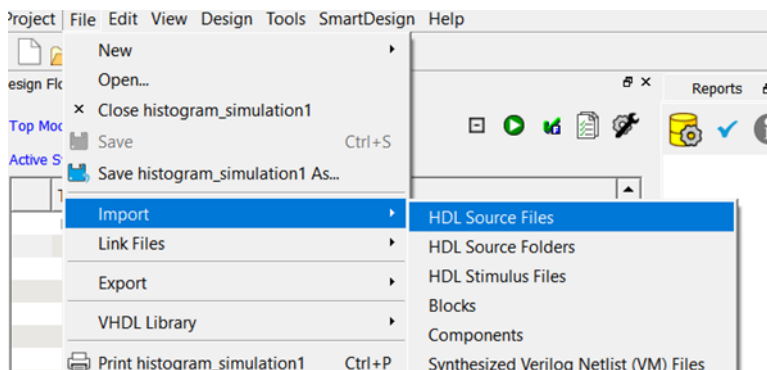 Project File Edit View Design Tools SmartDesign Help
New
Open...
Close histogram_simulation1
Save Ctrl+S
Save histogram_simulation1 As...
Import
Link Files
Export
VHDL Library
Print histogram_simulation1 Ctrl+P
HDL Source Files
HDL Source Folders
HDL Stimulus Files
Blocks
Components
Synthesized Verilog Netlist (VM) Files
esign Flo
Top Mod
Active S
Reports